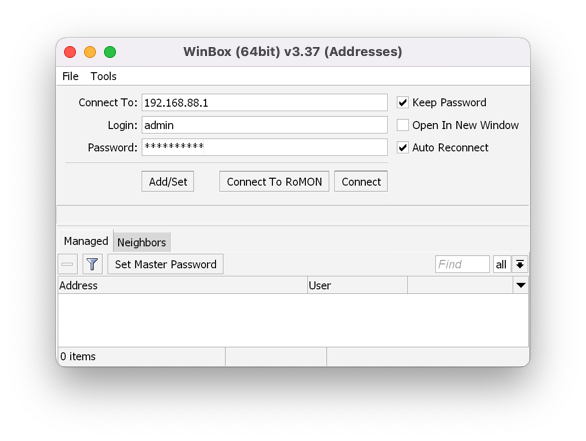 WinBox (64bit) v3.37 (Addresses)
File Tools
Connect To: 192.168.88.1 Keep Password
Login: admin Open In New Window
Password: ********** Auto Reconnect
Add/Set Connect To RoMON Connect
Managed Neighbors
Set Master Password Find all
Address User
0 items